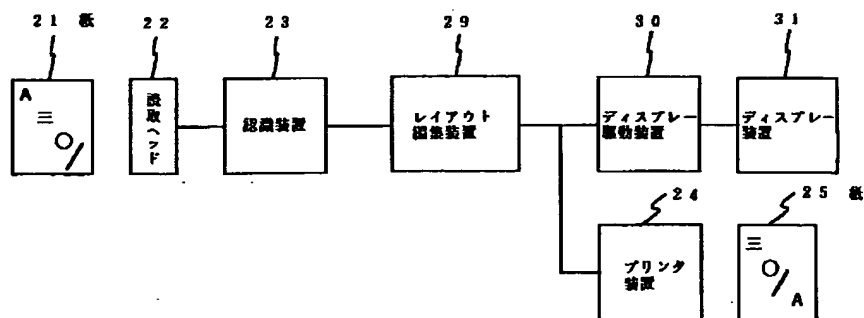 21 紙
22
23
29
30
31
A
三
○/
読取ヘッド
認識装置
レイアウト
編集装置
ディスプレー
駆動装置
ディスプレー
装置
24
25 紙
プリンタ
装置
三
○/
A